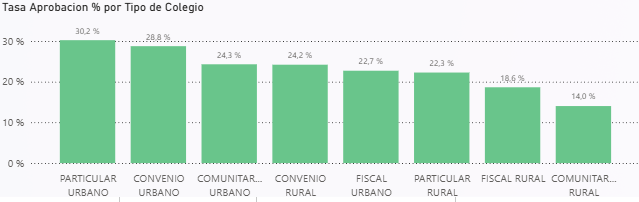 Tasa Aprobacion % por Tipo de Colegio
30 %
20 %
10 %
0 %
30,2 %
28,8 %
24,3 %
24,2 %
22,7 %
22,3 %
18,6 %
14,0 %
PARTICULAR URBANO
CONVENIO URBANO
COMUNITAR... URBANO
CONVENIO RURAL
FISCAL URBANO
PARTICULAR RURAL
FISCAL RURAL
COMUNITAR... RURAL